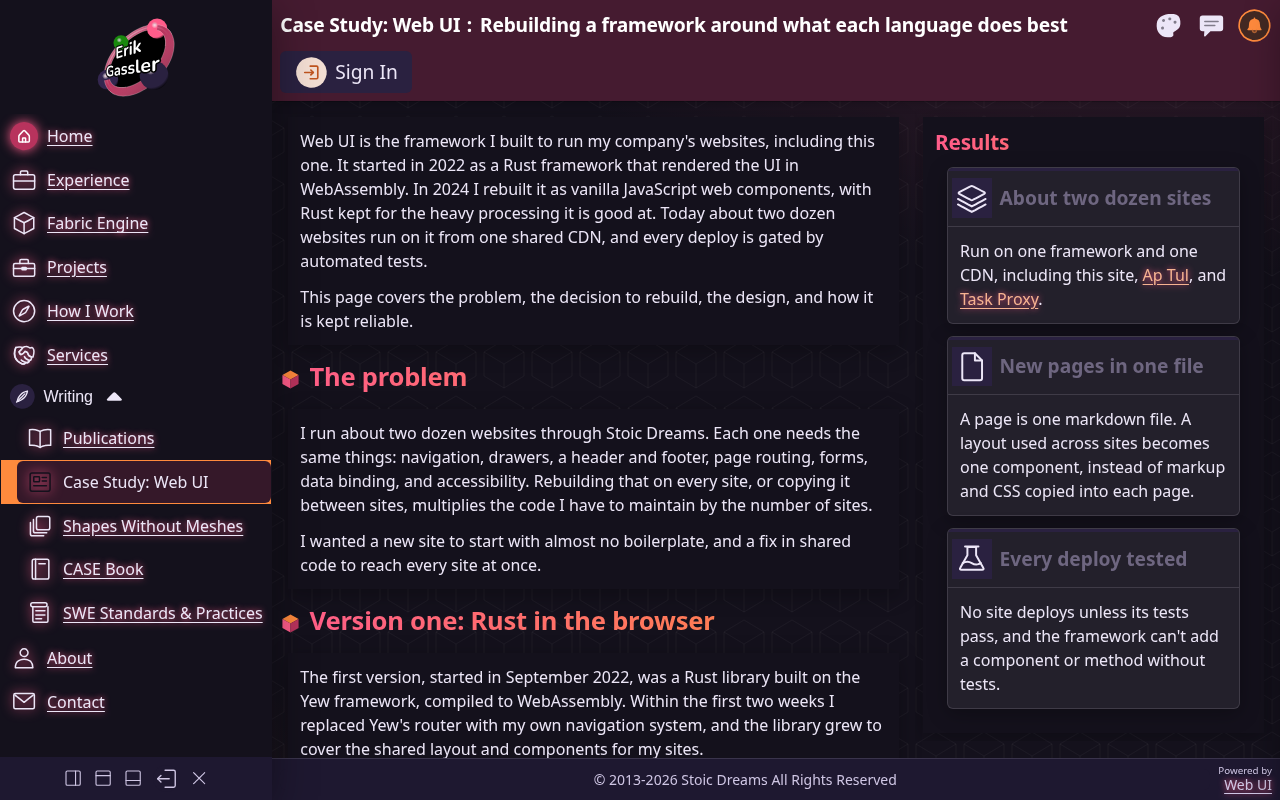 Erik
Gassler
Home
Experience
Fabric Engine
Projects
How I Work
Services
Writing
Publications
Case Study: Web UI
Shapes Without Meshes
CASE Book
SWE Standards & Practices
About
Contact
Case Study: Web UI : Rebuilding a framework around what each language does best
Sign In
Web UI is the framework I built to run my company's websites, including this
one. It started in 2022 as a Rust framework that rendered the UI in
WebAssembly. In 2024 I rebuilt it as vanilla JavaScript web components, with
Rust kept for the heavy processing it is good at. Today about two dozen
websites run on it from one shared CDN, and every deploy is gated by
automated tests.
This page covers the problem, the decision to rebuild, the design, and how it
is kept reliable.
The problem
I run about two dozen websites through Stoic Dreams. Each one needs the
same things: navigation, drawers, a header and footer, page routing, forms,
data binding, and accessibility. Rebuilding that on every site, or copying it
between sites, multiplies the code I have to maintain by the number of sites.
I wanted a new site to start with almost no boilerplate, and a fix in shared
code to reach every site at once.
Version one: Rust in the browser
The first version, started in September 2022, was a Rust library built on the
Yew framework, compiled to WebAssembly. Within the first two weeks I
replaced Yew's router with my own navigation system, and the library grew to
cover the shared layout and components for my sites.
Results
About two dozen sites
Run on one framework and one
CDN, including this site, Ap Tul, and
Task Proxy.
New pages in one file
A page is one markdown file. A
layout used across sites becomes
one component, instead of markup
and CSS copied into each page.
Every deploy tested
No site deploys unless its tests
pass, and the framework can't add
a component or method without
tests.
© 2013-2026 Stoic Dreams All Rights Reserved
Powered by
Web UI